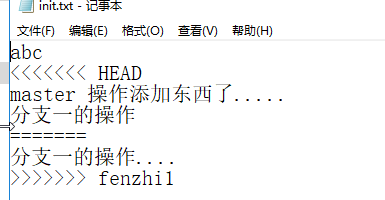 init.txt - 记事本
文件(F) 编辑(E) 格式(O) 查看(V) 帮助(H)
abc
<<<<<<< HEAD
master 操作添加东西了.....
分支一的操作
=======
分支一的操作....
>>>>>>> fenzhi1